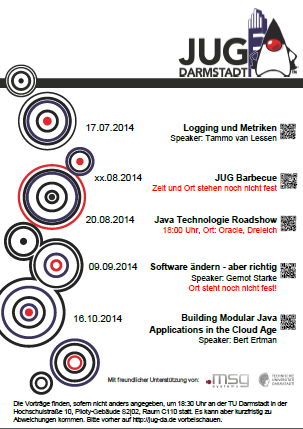 JUG
DARMSTADT
17.07.2014
Logging und Metriken
Speaker: Tammo van Lessen
xx.08.2014
JUG Barbecue
Zeit und Ort stehen noch nicht fest
20.08.2014
Java Technologie Roadshow
18:00 Uhr, Ort: Oracle, Dreieich
09.09.2014
Software ändern - aber richtig
Speaker: Gernot Starke
Ort steht noch nicht fest!
16.10.2014
Building Modular Java
Applications in the Cloud Age
Speaker: Bert Ertman
Mit freundlicher Unterstützung von:
msg
systems
TECHNISCHE
UNIVERSITÄT
DARMSTADT
Die Vorträge finden, sofern nicht anders angegeben, um 18:30 Uhr an der TU Darmstadt in der
Hochschulstraße 10, Piloty-Gebäude S2|02, Raum C110 statt. Es kann aber kurzfristig zu
Abweichungen kommen. Bitte vorher auf http://jug-da.de vorbeischauen.